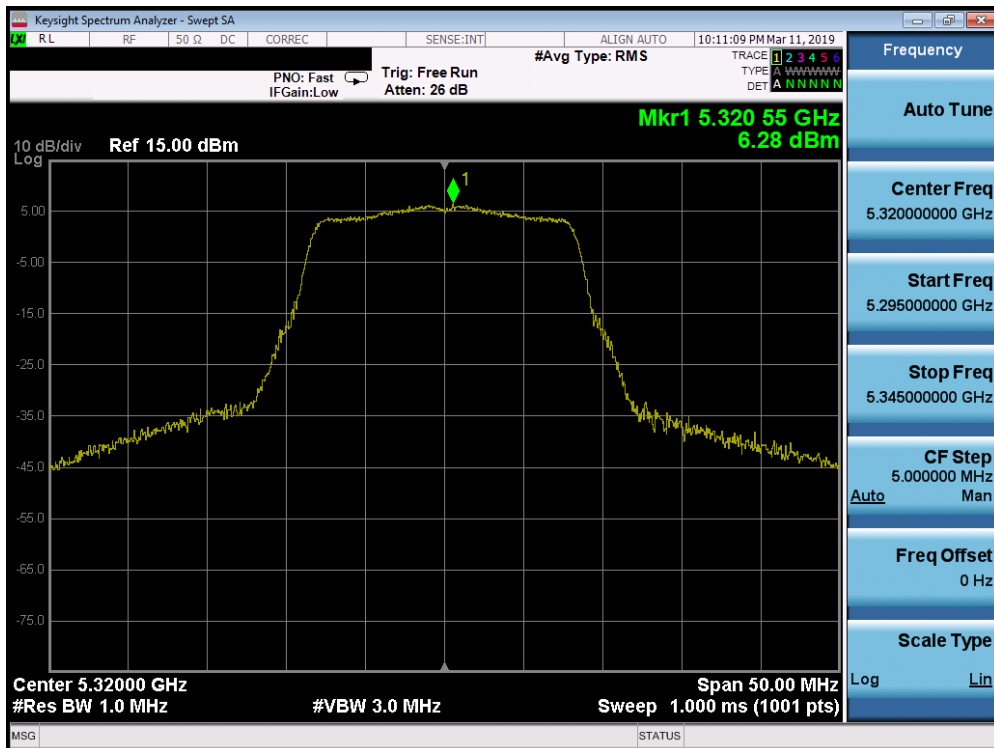 Keysight Spectrum Analyzer - Swept SA
LXI RL RF 50 Ω DC CORREC SENSE:INT ALIGN AUTO 10:11:09 PM Mar 11, 2019
Frequency
#Avg Type: RMS
TRACE 1 2 3 4 5 6
PNO: Fast
Trig: Free Run
TYPE A WWWWW
IFGain:Low
Atten: 26 dB
DET A N N N N N
Auto Tune
Mkr1 5.320 55 GHz
6.28 dBm
10 dB/div
Ref 15.00 dBm
Log
1
5.00
-5.00
-15.0
-25.0
-35.0
-45.0
-55.0
-65.0
-75.0
Center Freq
5.320000000 GHz
Start Freq
5.295000000 GHz
Stop Freq
5.345000000 GHz
CF Step
5.000000 MHz
Auto Man
Freq Offset
0 Hz
Scale Type
Log Lin
Center 5.32000 GHz
Span 50.00 MHz
#Res BW 1.0 MHz
#VBW 3.0 MHz
Sweep 1.000 ms (1001 pts)
MSG
STATUS